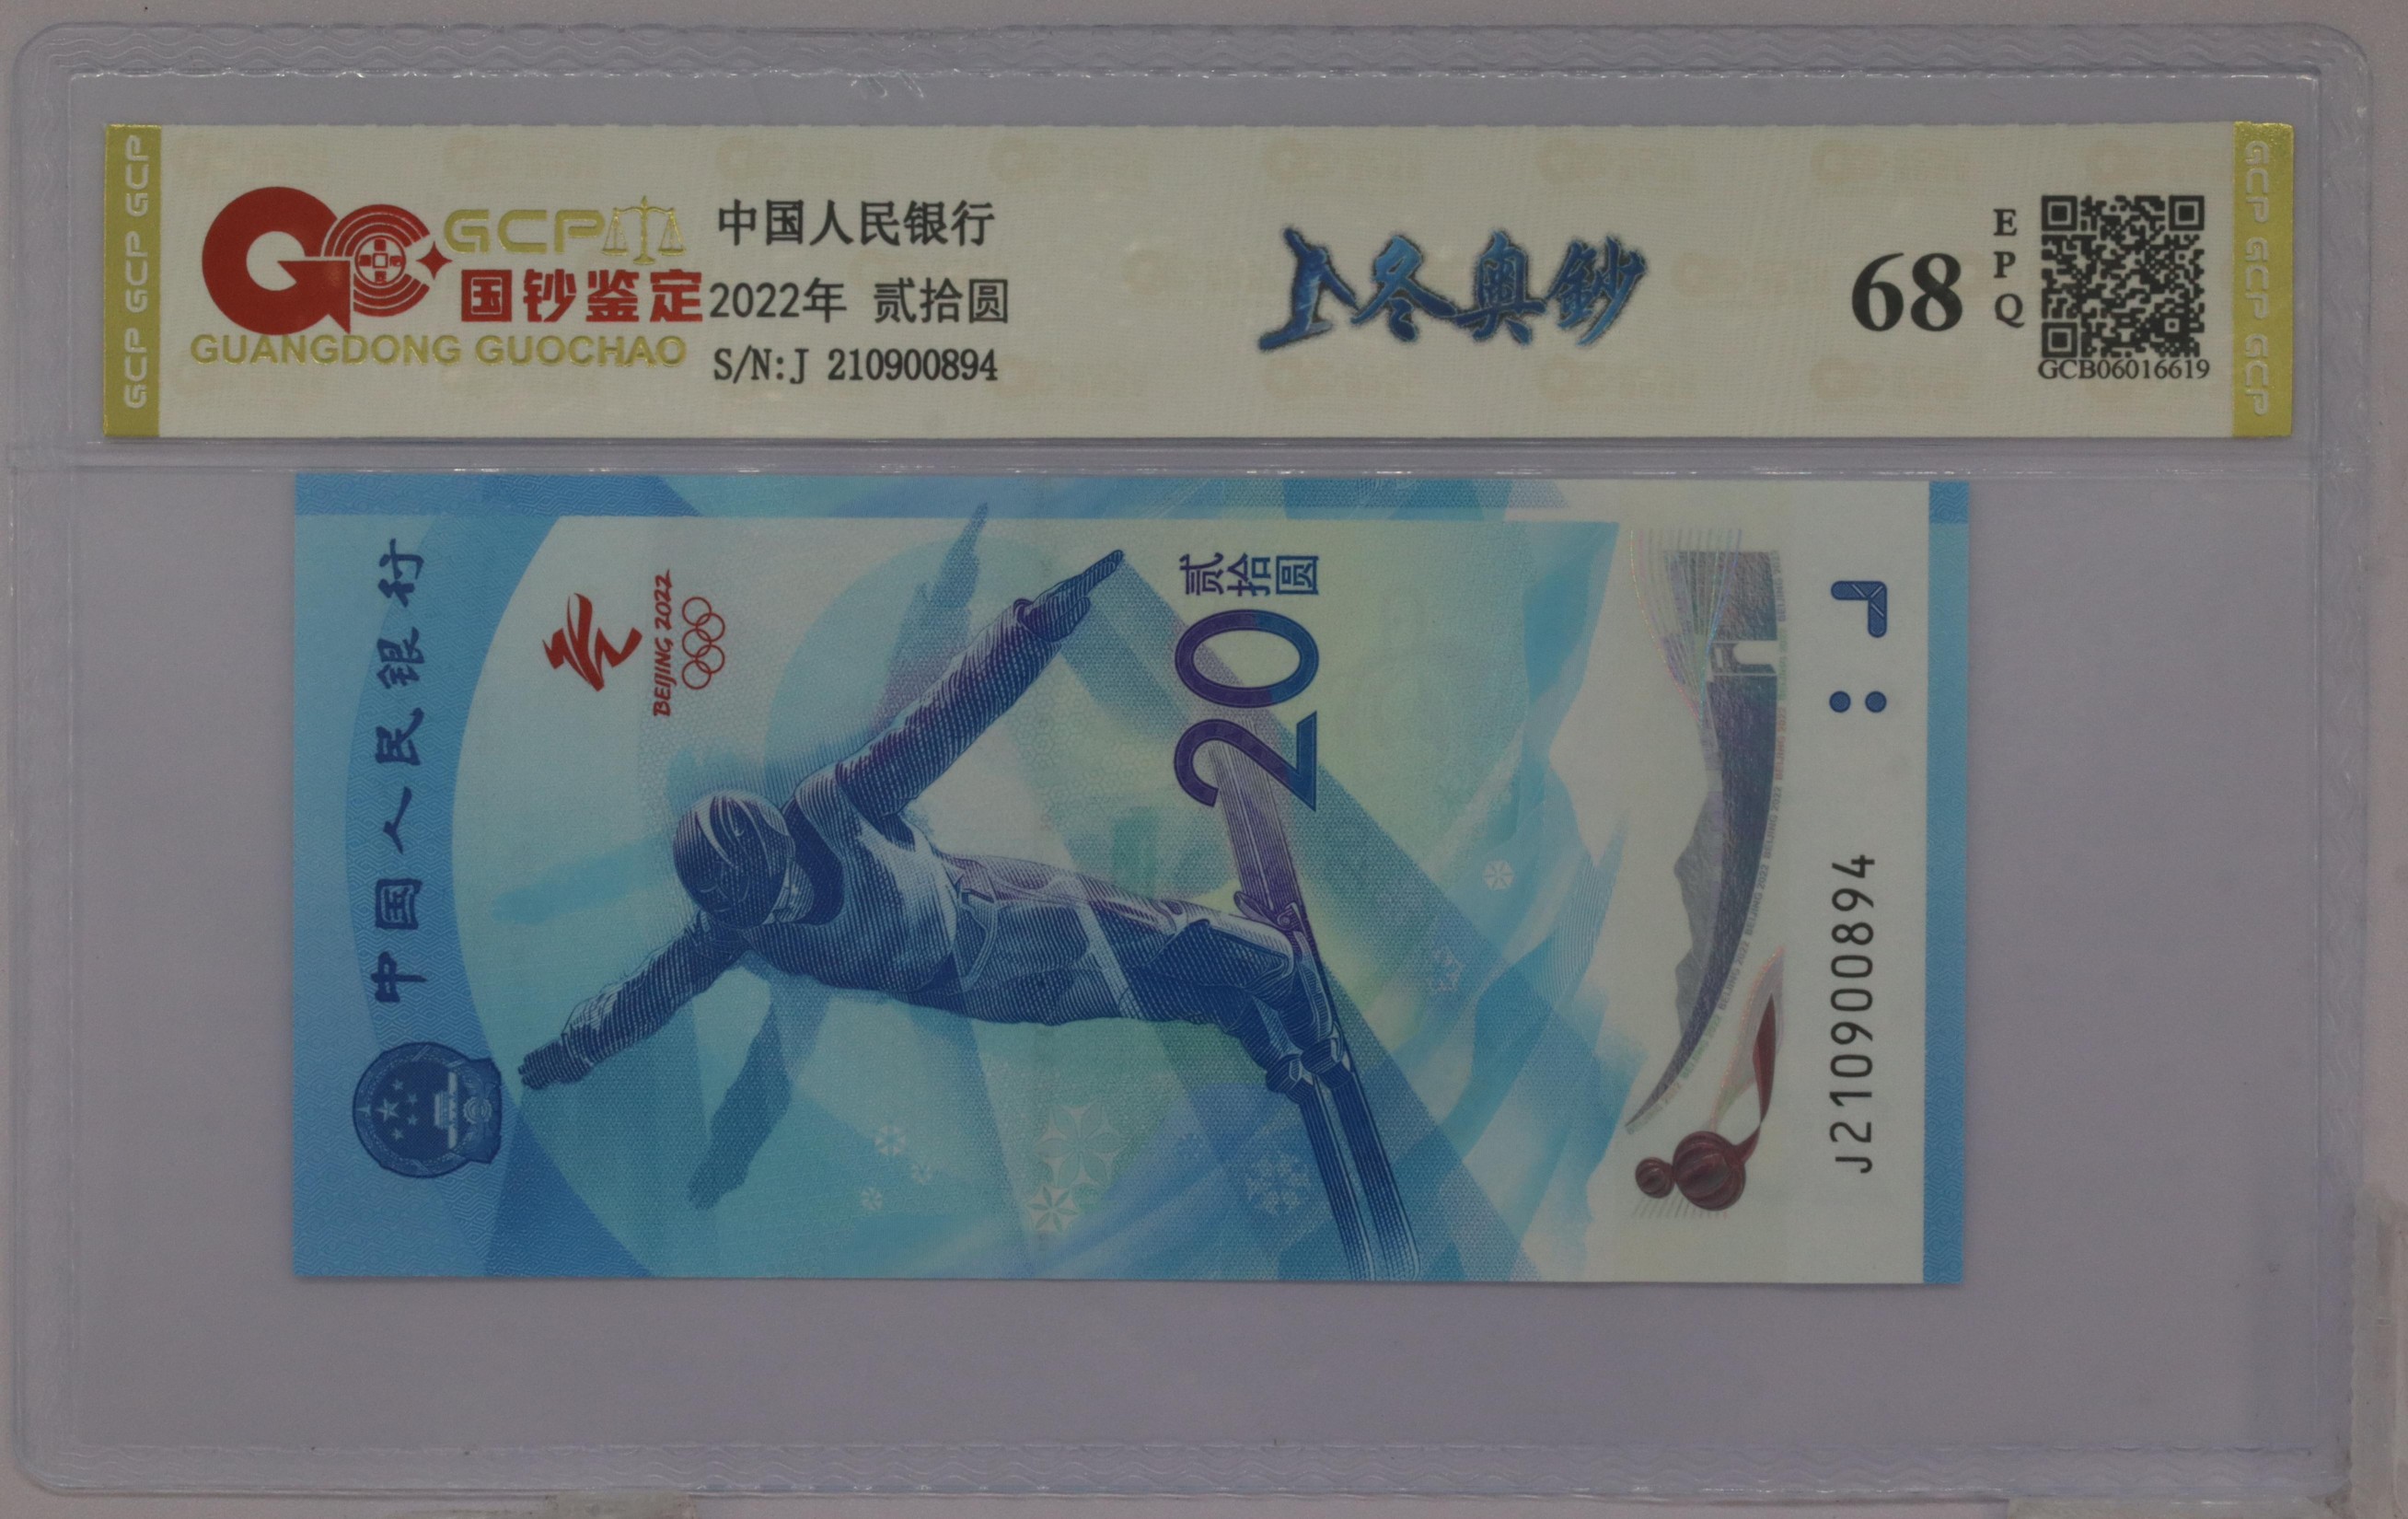 GCP GCP GCP
GCP
国钞鉴定
GUANGDONG GUOCHAO
中国人民银行
2022年 贰拾圆
S/N:J 210900894
冬奥鈔
68
EPQ
GCB06016619
GCP GCP GCP
中国人民银行
BEIJING 2022
贰拾圆
20
J210900894